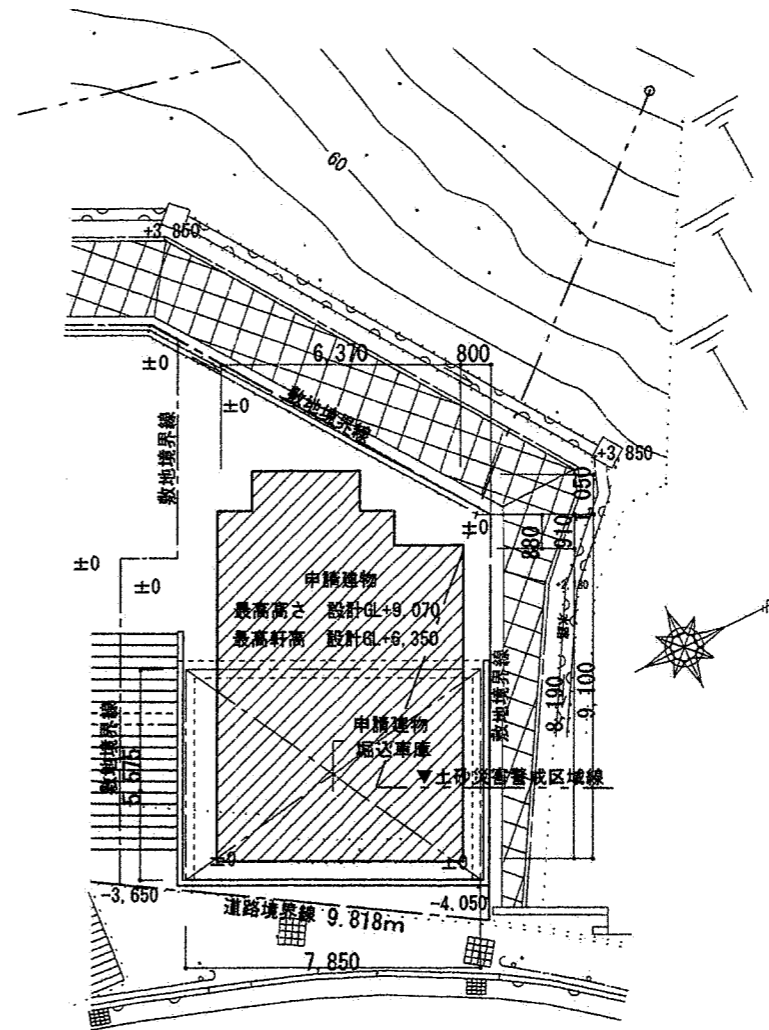 60
+3,850
6,370
800
±0
±0
敷地境界線
敷地境界線
+3,850
1,050
±0
880
910
±0
±0
申請建物
最高高さ 設計GL+9,070
最高軒高 設計GL+6,350
敷地境界線
8,190
9,100
敷地境界線
5,575
申請建物
堀込車庫
▼土砂災害警戒区域線
±0
±0
-3,650
-4.050
道路境界線 9.818m
7,850